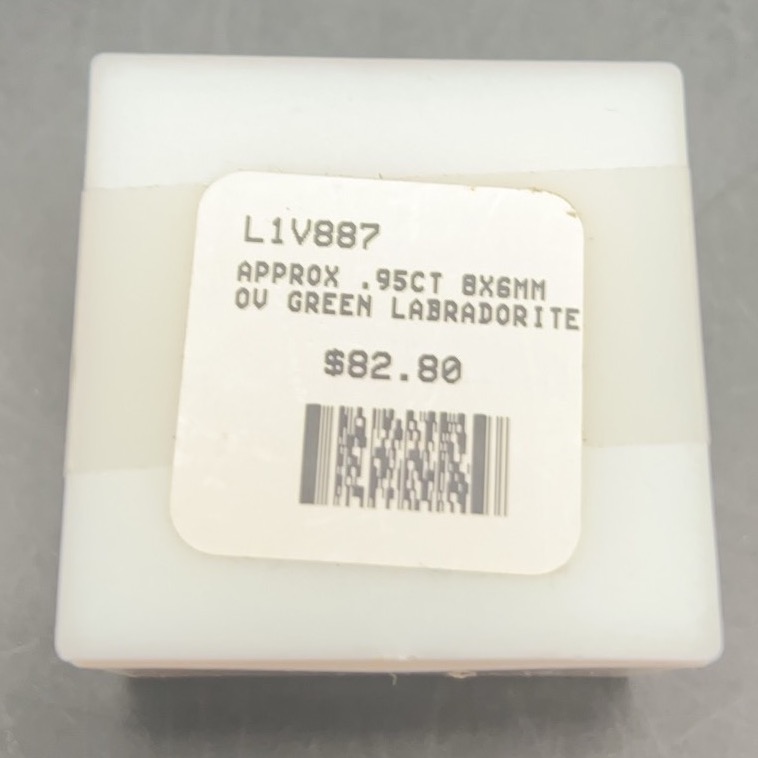 L1V887
APPROX .95CT 8X6MM
OV GREEN LABRADORITE
$82.80